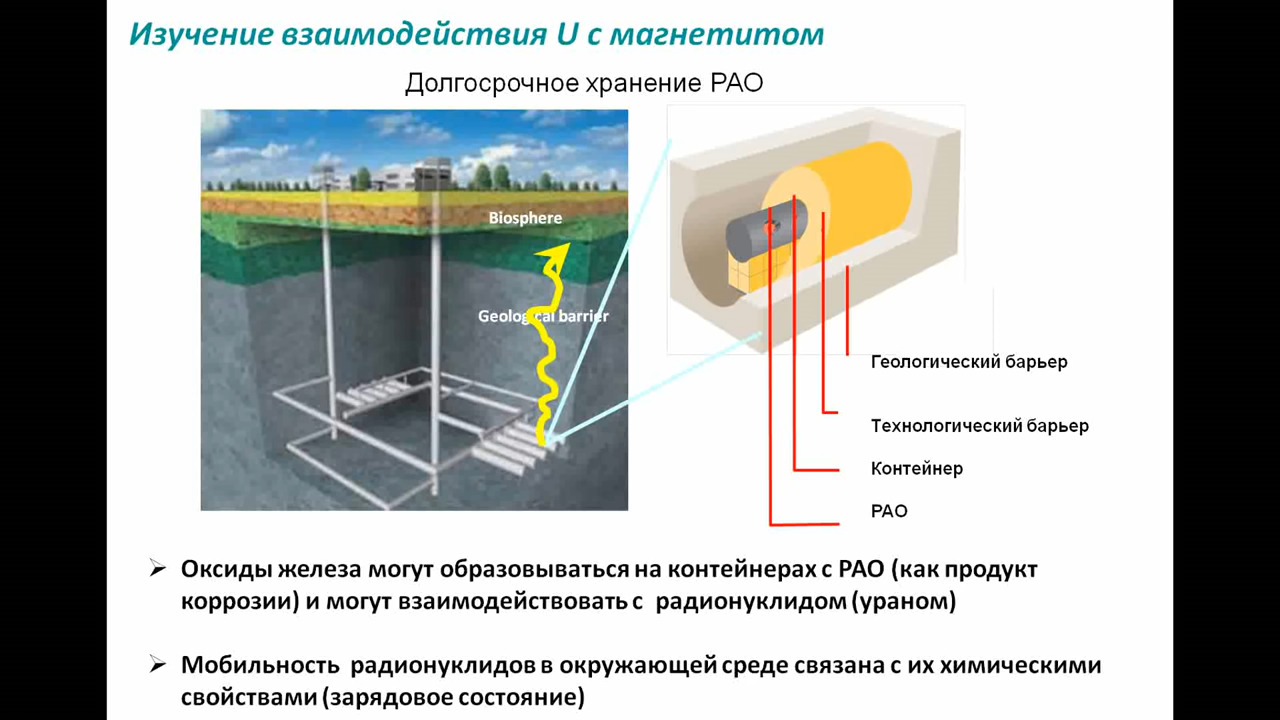 Изучение взаимодействия U с магнетитом
Долгосрочное хранение РАО
Biosphere
Geological barrier
Геологический барьер
Технологический барьер
Контейнер
РАО
Оксиды железа могут образовываться на контейнерах с РАО (как продукт
коррозии) и могут взаимодействовать с радионуклидом (ураном)
Мобильность радионуклидов в окружающей среде связана с их химическими
свойствами (зарядовое состояние)